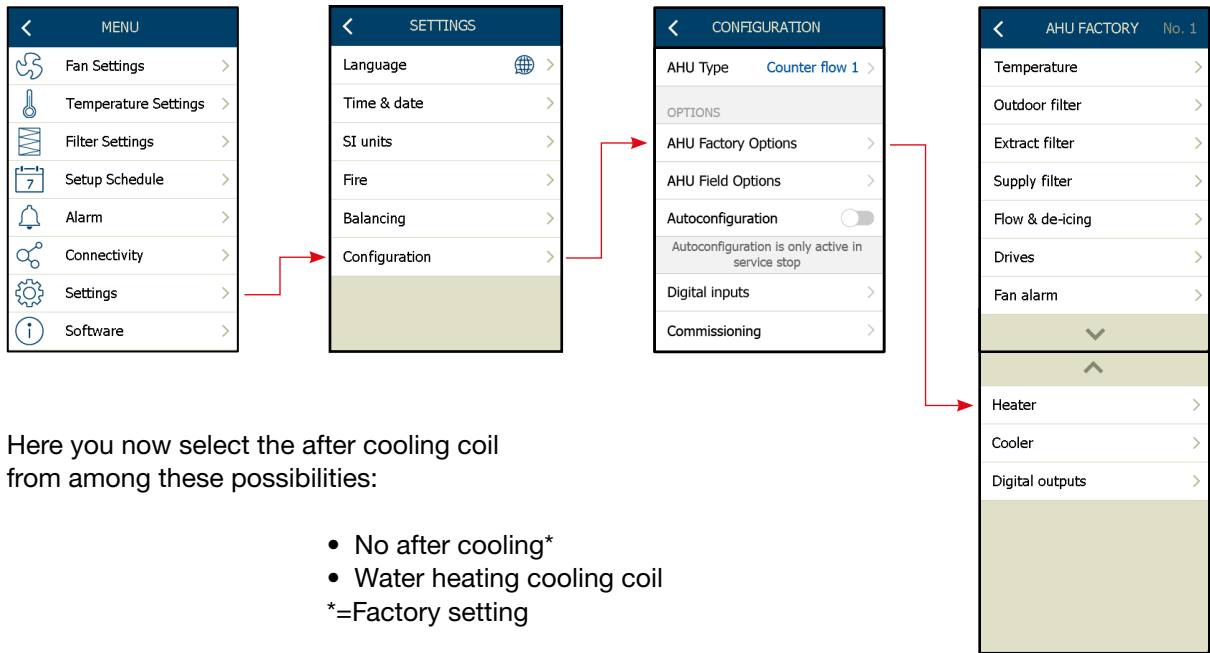 MENU
Fan Settings
Temperature Settings
Filter Settings
7
Setup Schedule
Alarm
Connectivity
Settings
i
Software
SETTINGS
Language
Time & date
SI units
Fire
Balancing
Configuration
CONFIGURATION
AHU Type Counter flow 1
OPTIONS
AHU Factory Options
AHU Field Options
Autoconfiguration
Autoconfiguration is only active in
service stop
Digital inputs
Commissioning
AHU FACTORY No. 1
Temperature
Outdoor filter
Extract filter
Supply filter
Flow & de-icing
Drives
Fan alarm
Heater
Cooler
Digital outputs
Here you now select the after cooling coil
from among these possibilities:
• No after cooling*
• Water heating cooling coil
*=Factory setting